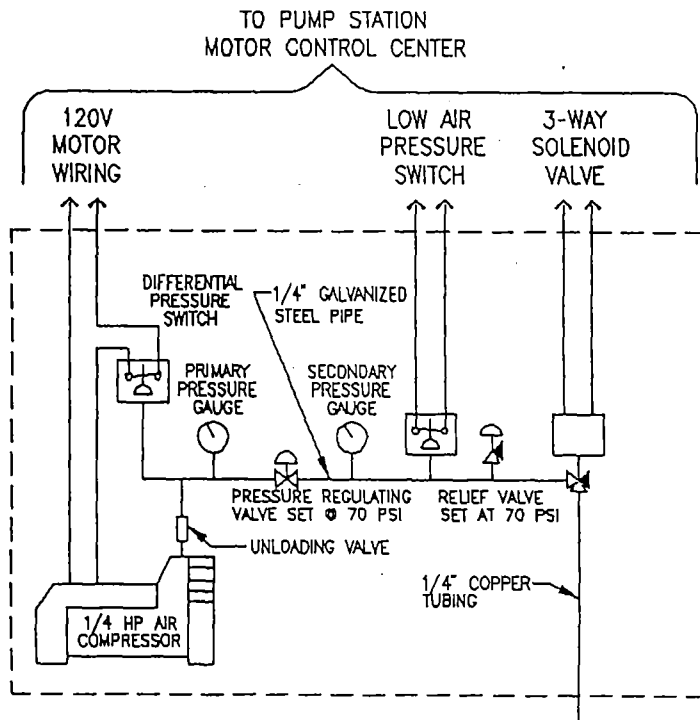 TO PUMP STATION
MOTOR CONTROL CENTER
120V
MOTOR
WIRING
LOW AIR
PRESSURE
SWITCH
3-WAY
SOLENOID
VALVE
DIFFERENTIAL
PRESSURE
SWITCH
1/4" GALVANIZED
STEEL PIPE
PRIMARY
PRESSURE
GAUGE
SECONDARY
PRESSURE
GAUGE
PRESSURE REGULATING
VALVE SET @ 70 PSI
RELIEF VALVE
SET AT 70 PSI
UNLOADING VALVE
1/4" COPPER
TUBING
1/4 HP AIR
COMPRESSOR